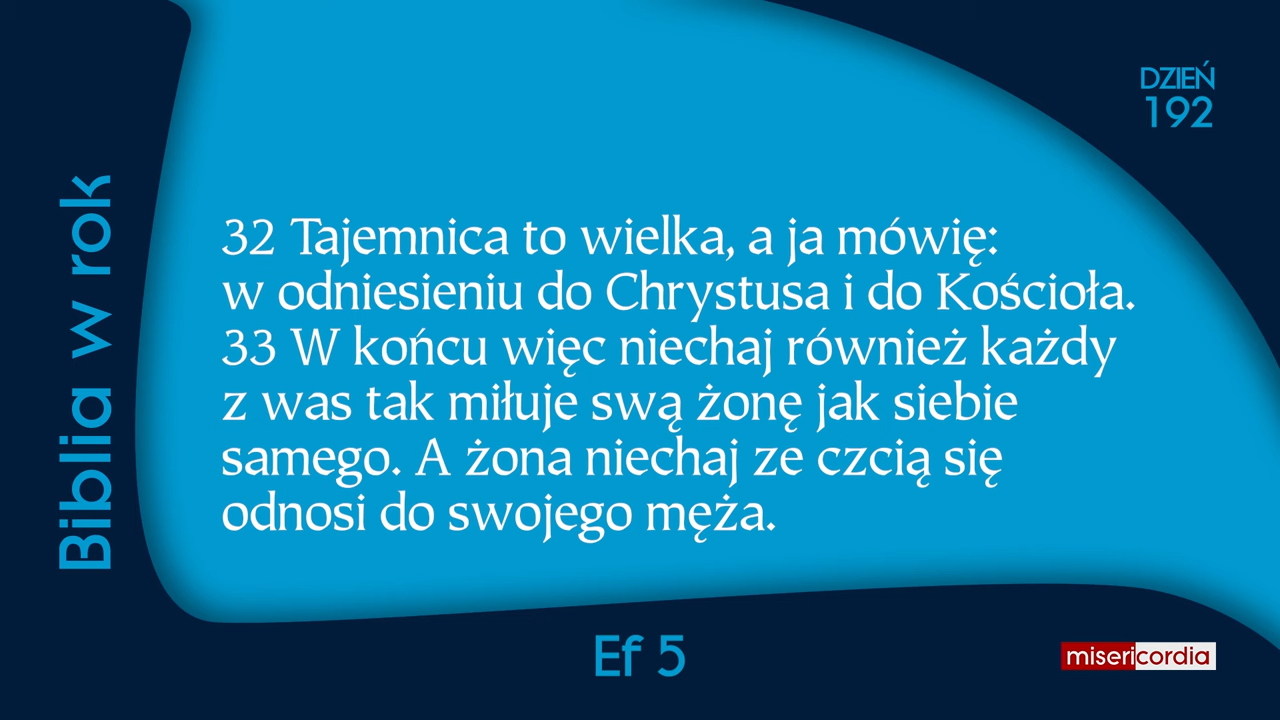 DZIEŃ
192
Biblia w rok
32 Tajemnica to wielka, a ja mówię:
w odniesieniu do Chrystusa i do Kościoła.
33 W końcu więc niechaj również każdy
z was tak miłuje swą żonę jak siebie
samego. A żona niechaj ze czcią się
odnosi do swojego męża.
Ef 5
misericordia